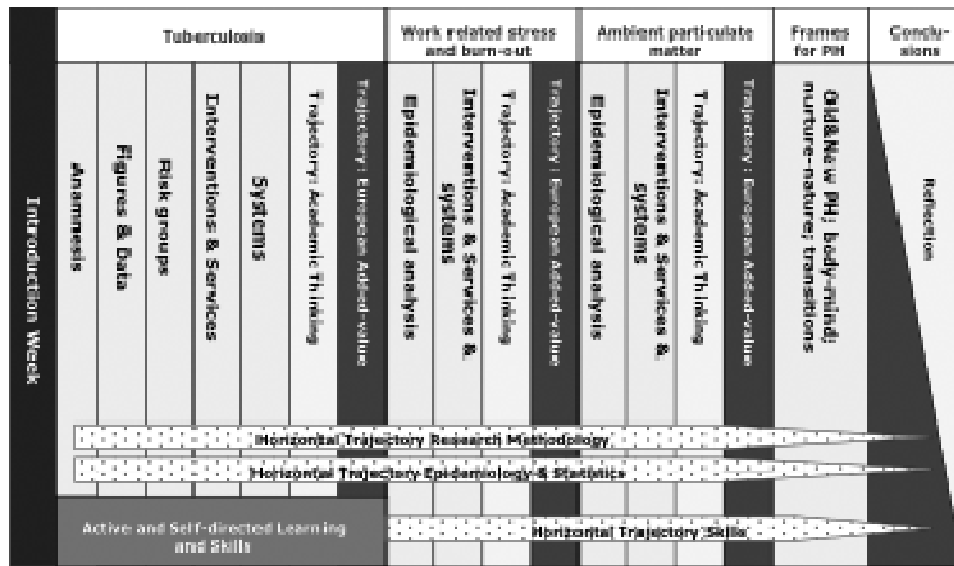 Tuberculosis
Work related stress
and burn-out
Ambient particulate
matter
Frames
for PH
Conclu-
sions
Introduction Week
Anamnesis
Figures & Data
Risk groups
Interventions & Services
Systems
Trajectory: Academic Thinking
Trajectory: European Added-value
Epidemiological analysis
Interventions & Services &
systems
Trajectory: Academic Thinking
Trajectory: European Added-value
Epidemiological analysis
Interventions & Services &
systems
Trajectory: Academic Thinking
Trajectory: European Added-value
Old&New PH; body-mind;
nurture-nature; transitions
Reflection
Horizontal Trajectory Research Methodology
Horizontal Trajectory Epidemiology & Statistics
Active and Self-directed Learning
and Skills
Horizontal Trajectory Skills